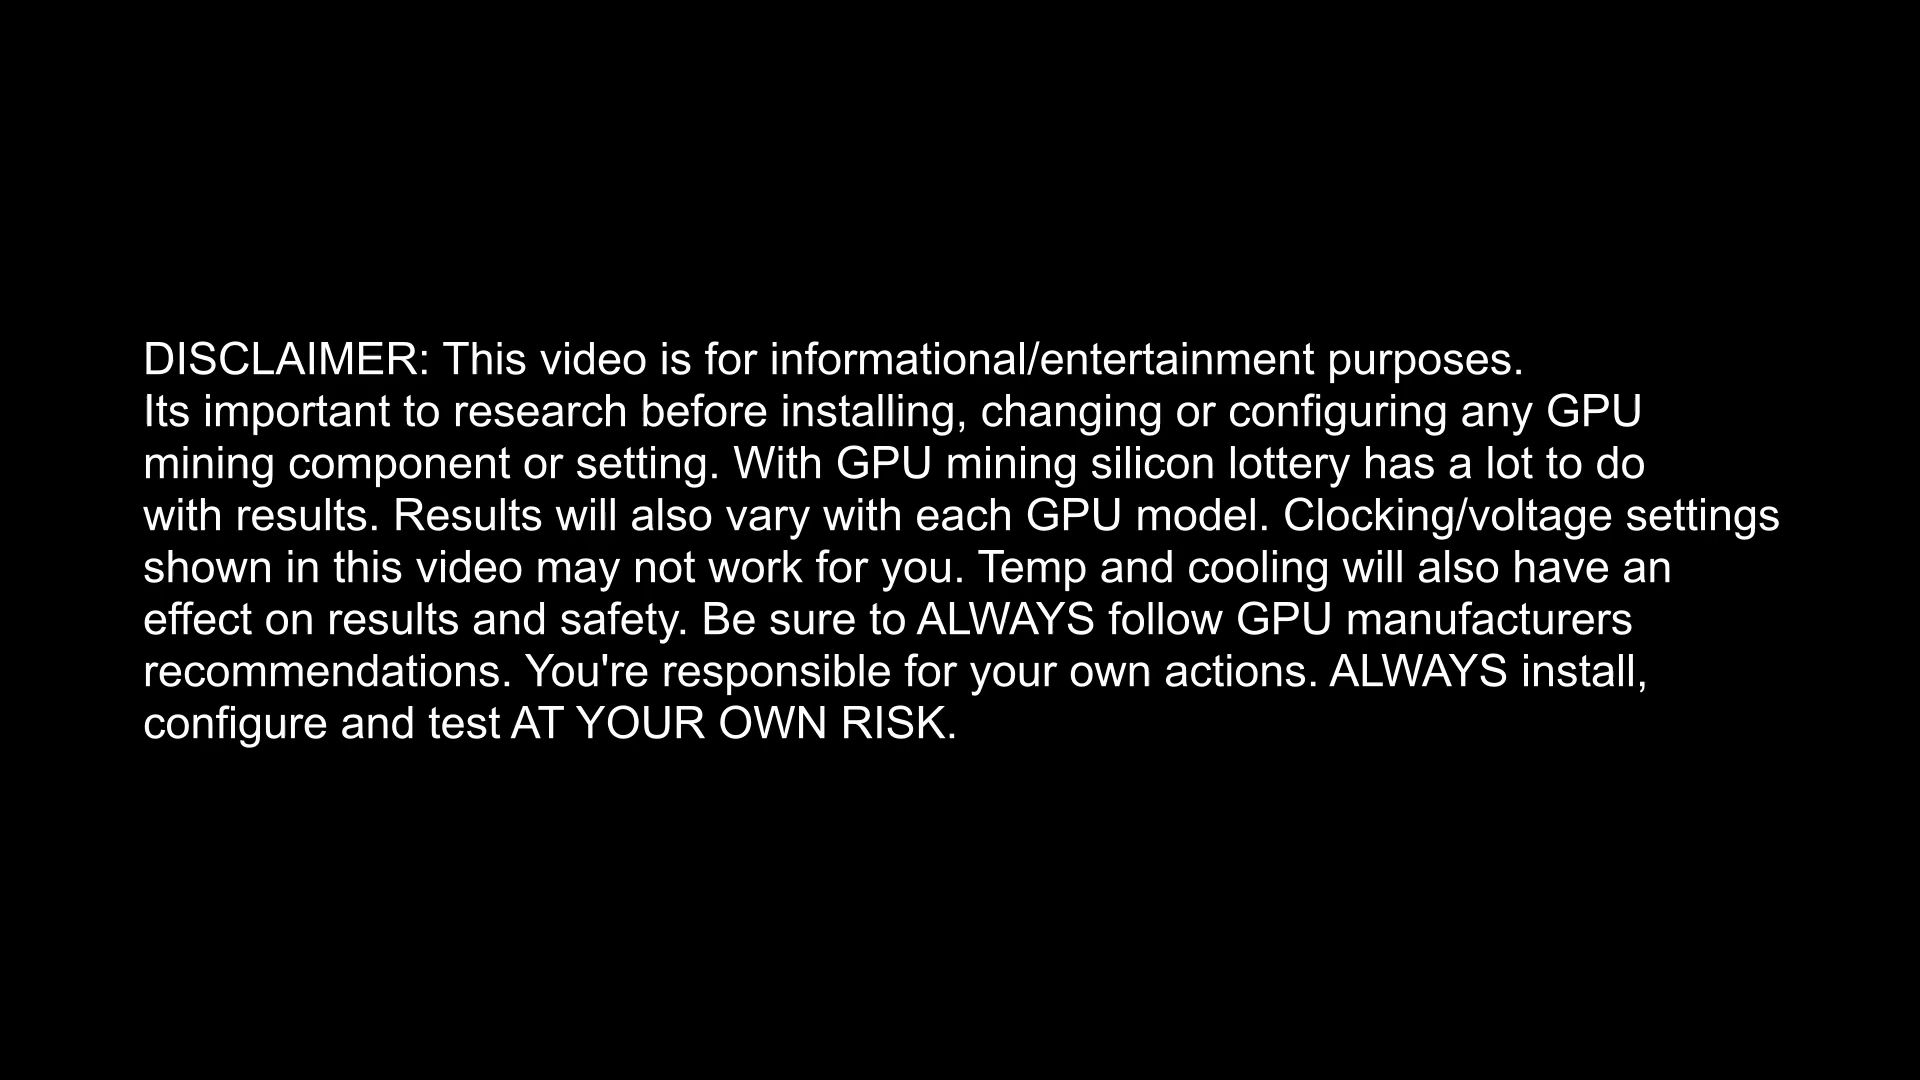 DISCLAIMER: This video is for informational/entertainment purposes.
Its important to research before installing, changing or configuring any GPU
mining component or setting. With GPU mining silicon lottery has a lot to do
with results. Results will also vary with each GPU model. Clocking/voltage settings
shown in this video may not work for you. Temp and cooling will also have an
effect on results and safety. Be sure to ALWAYS follow GPU manufacturers
recommendations. You're responsible for your own actions. ALWAYS install,
configure and test AT YOUR OWN RISK.